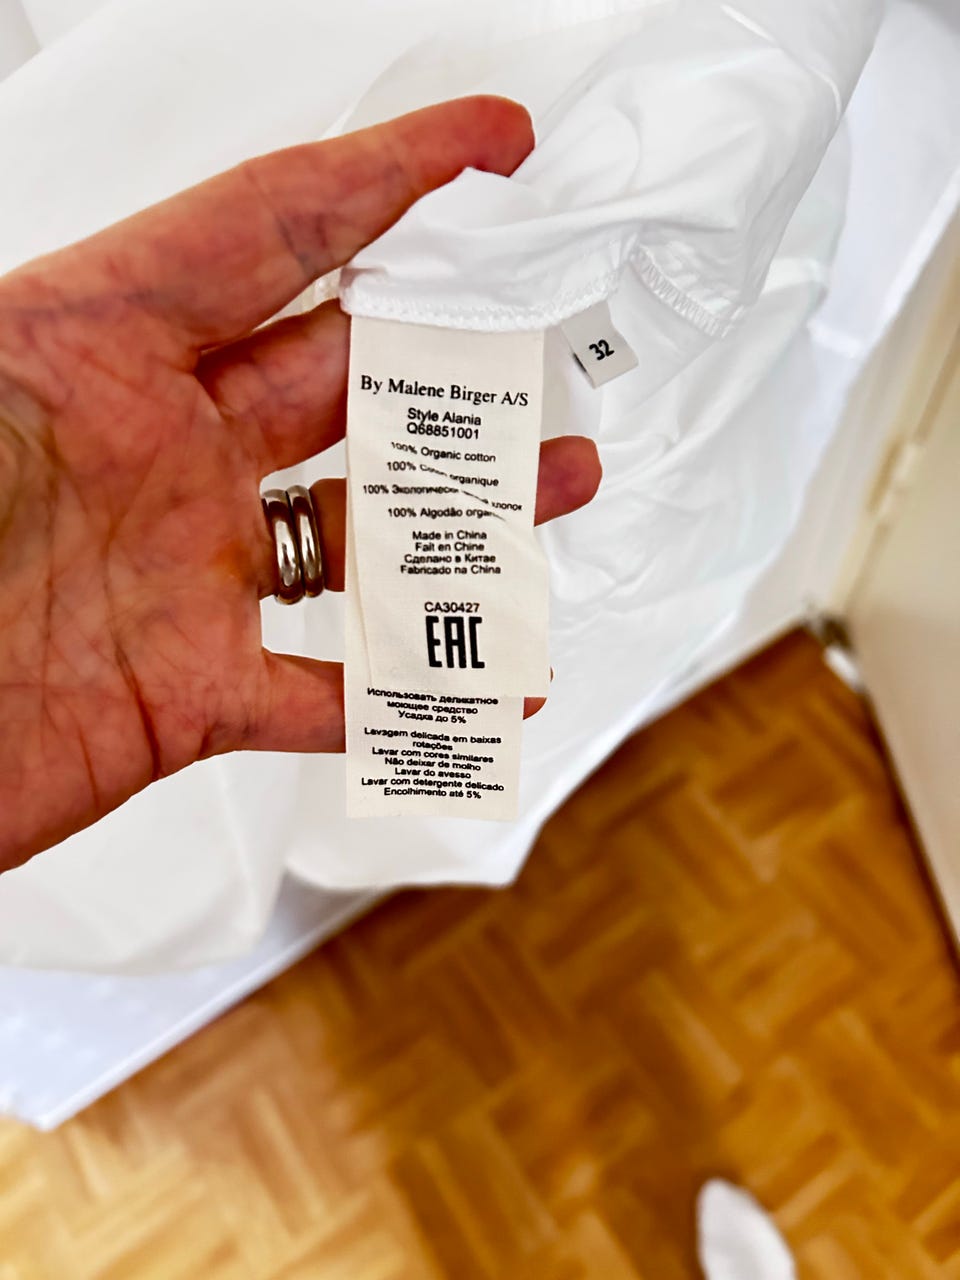 32
By Malene Birger A/S
Style Alania
Q68851001
100% Organic cotton
100% organique
100% хлопок
100% Algodão
Made in China
Fait en Chine
Сделано в Китае
Fabricado na China
CA30427
EAC
Использовать деликатное
моющее средство
Усадка до 5%
Lavagem delicada em baixas
rotações
Lavar com cores similares
Não deixar de molho
Lavar do avesso
Lavar com detergente delicado
Encolhimento até 5%